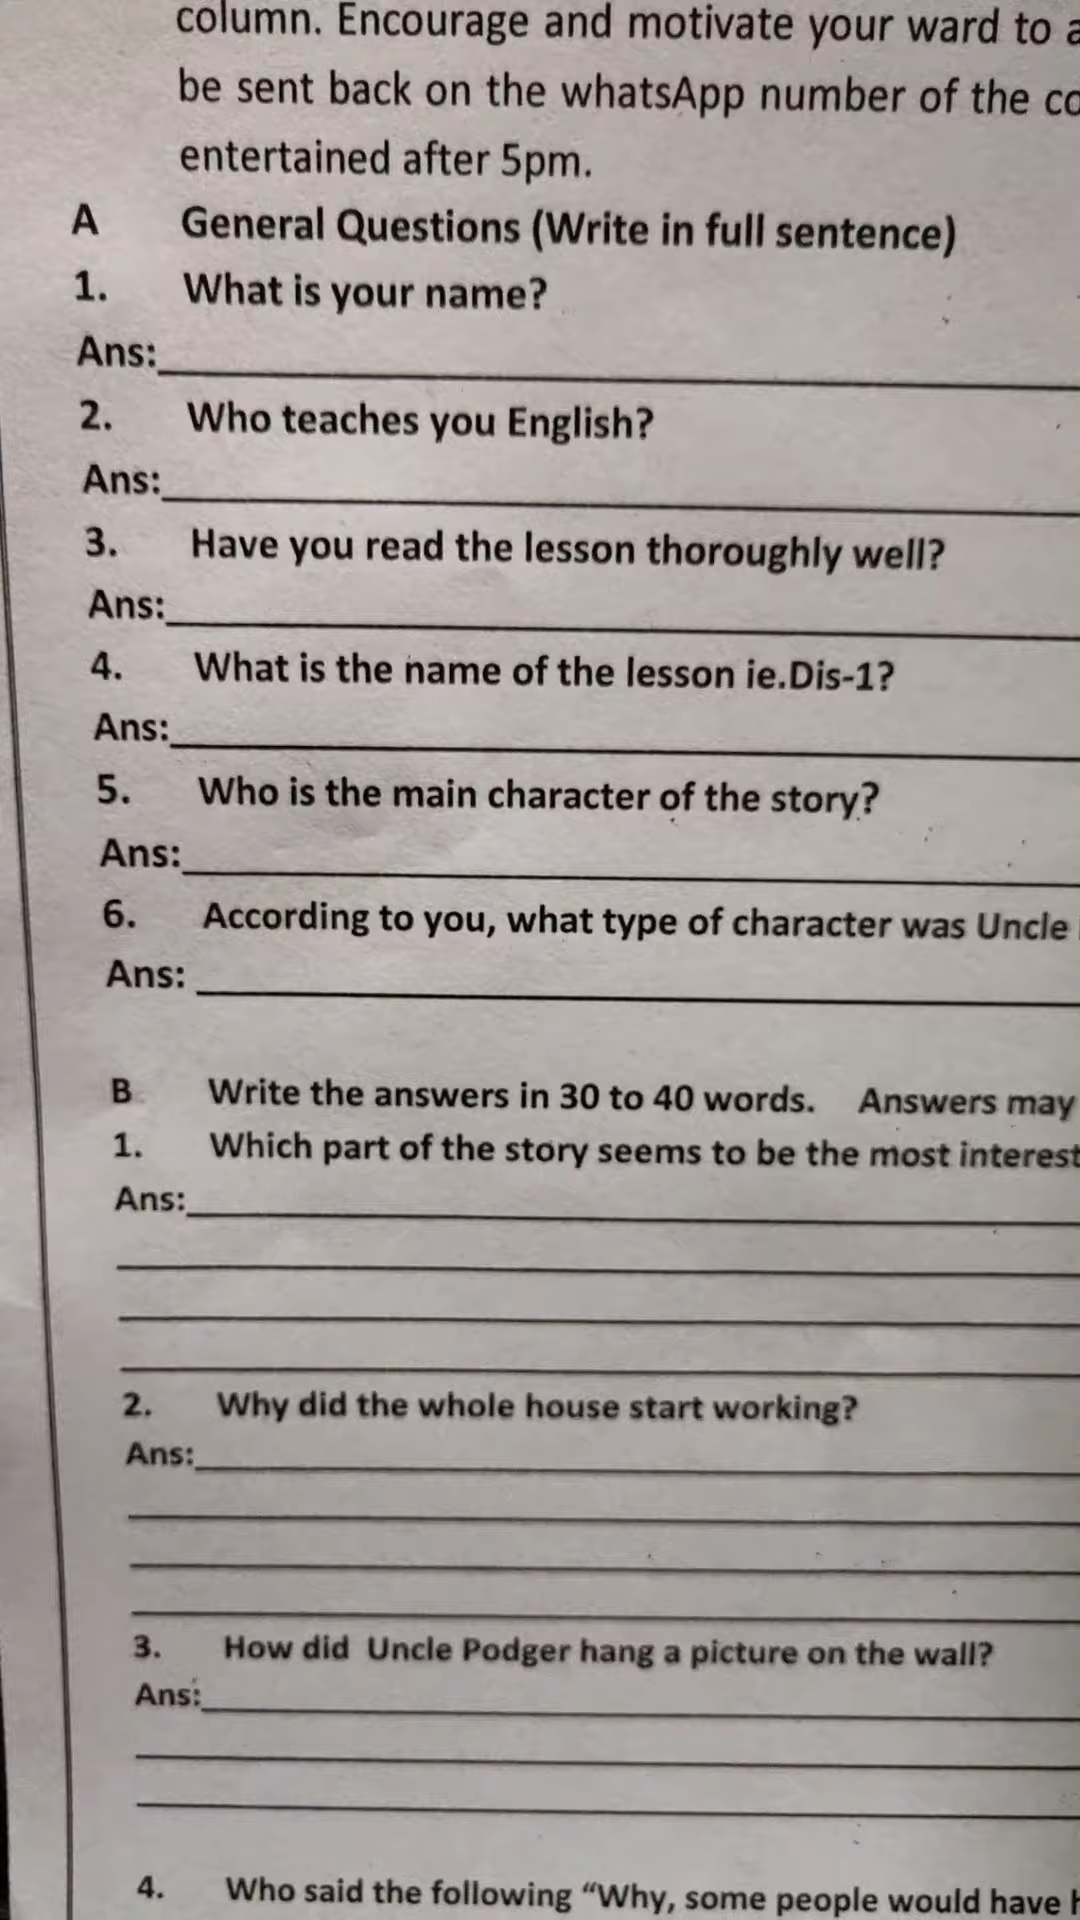 column. Encourage and motivate your ward to
be sent back on the whatsApp number of the
entertained after 5pm.
A General Questions (Write in full sentence)
1. What is your name?
Ans:
2. Who teaches you English?
Ans:
3. Have you read the lesson thoroughly well?
Ans:
4. What is the name of the lesson ie.Dis-1?
Ans:
5. Who is the main character of the story?
Ans:
6. According to you, what type of character was Uncle
Ans:
B Write the answers in 30 to 40 words. Answers may
1. Which part of the story seems to be the most interest
Ans:
2. Why did the whole house start working?
Ans:
3. How did Uncle Podger hang a picture on the wall?
Ans:
4. Who said the following “Why, some people would have